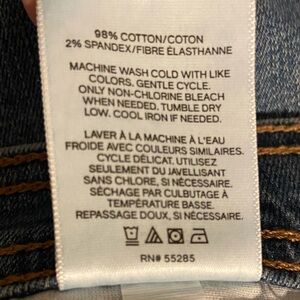 98% COTTON/COTON
2% SPANDEX/FIBRE ÉLASTHANNE
MACHINE WASH COLD WITH LIKE
COLORS. GENTLE CYCLE.
ONLY NON-CHLORINE BLEACH
WHEN NEEDED. TUMBLE DRY
LOW. COOL IRON IF NEEDED.
LAVER À LA MACHINE À L'EAU
FROIDE AVEC COULEURS SIMILAIRES.
CYCLE DÉLICAT. UTILISEZ
SEULEMENT DU JAVELLISANT
SANS CHLORE, SI NÉCESSAIRE.
SÉCHAGE PAR CULBUTAGE À
TEMPÉRATURE BASSE.
REPASSAGE DOUX, SI NÉCESSAIRE.
RN# 55285